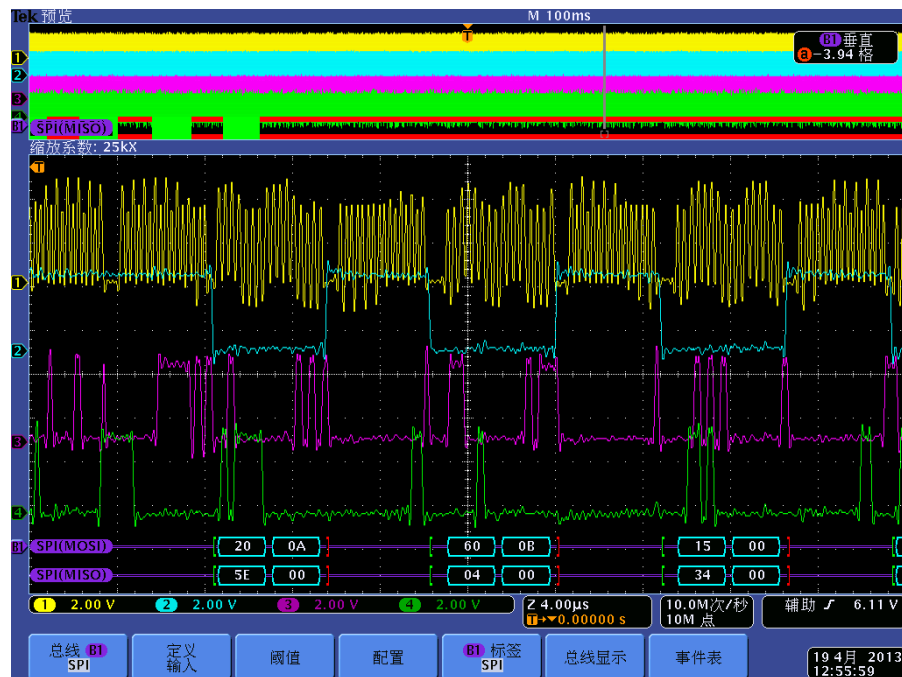 Tek 预览 M 100ms
T
B1 垂直
a -3.94 格
1
2
3
4
B1 SPI(MISO)
缩放系数: 25kX
T
1
2
3
4
B1 SPI(MOSI) 20 0A 60 0B 15 00
SPI(MISO) 5E 00 04 00 34 00
1 2.00 V 2 2.00 V 3 2.00 V 4 2.00 V
Z 4.00μs
T→▼0.00000 s
10.0M次/秒
10M 点
辅助 6.11 V
总线 B1
SPI
定义
输入
阈值
配置
B1 标签
SPI
总线显示
事件表
19 4月 2013
12:55:59